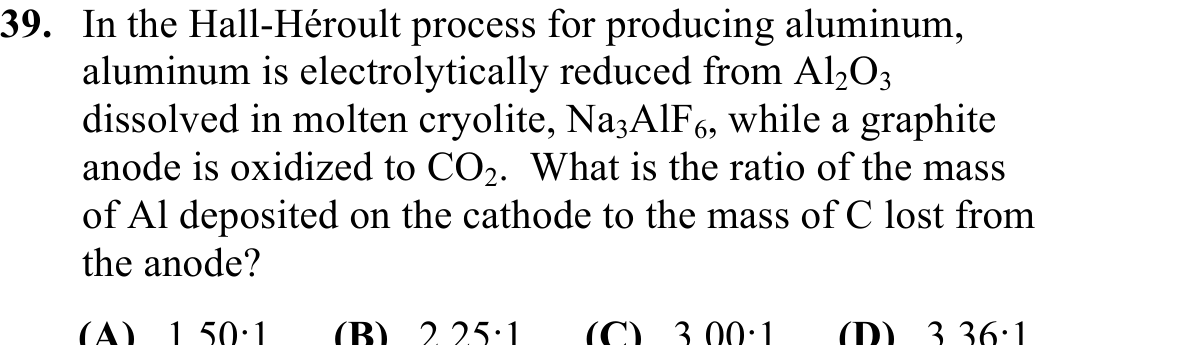 39. In the Hall-Héroult process for producing aluminum,
aluminum is electrolytically reduced from Al₂O₃
dissolved in molten cryolite, Na₃AlF₆, while a graphite
anode is oxidized to CO₂. What is the ratio of the mass
of Al deposited on the cathode to the mass of C lost from
the anode?
(A) 1.50:1 (B) 2.25:1 (C) 3.00:1 (D) 3.36:1